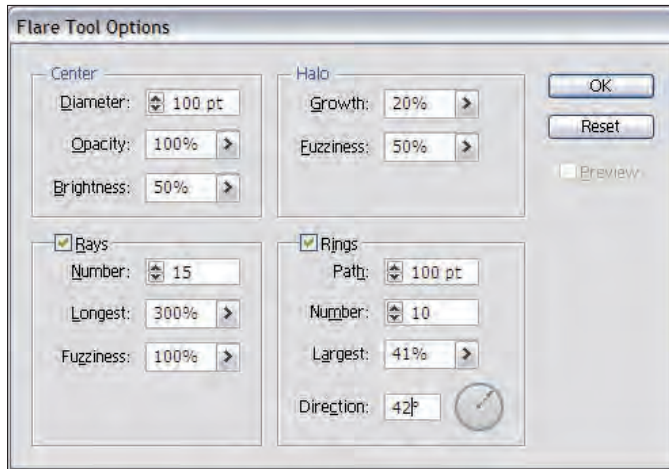 Flare Tool Options
Center
Diameter: 100 pt
Opacity: 100%
Brightness: 50%
Halo
Growth: 20%
Fuzziness: 50%
OK
Reset
Preview
Rays
Number: 15
Longest: 300%
Fuzziness: 100%
Rings
Path: 100 pt
Number: 10
Largest: 41%
Direction: 42°